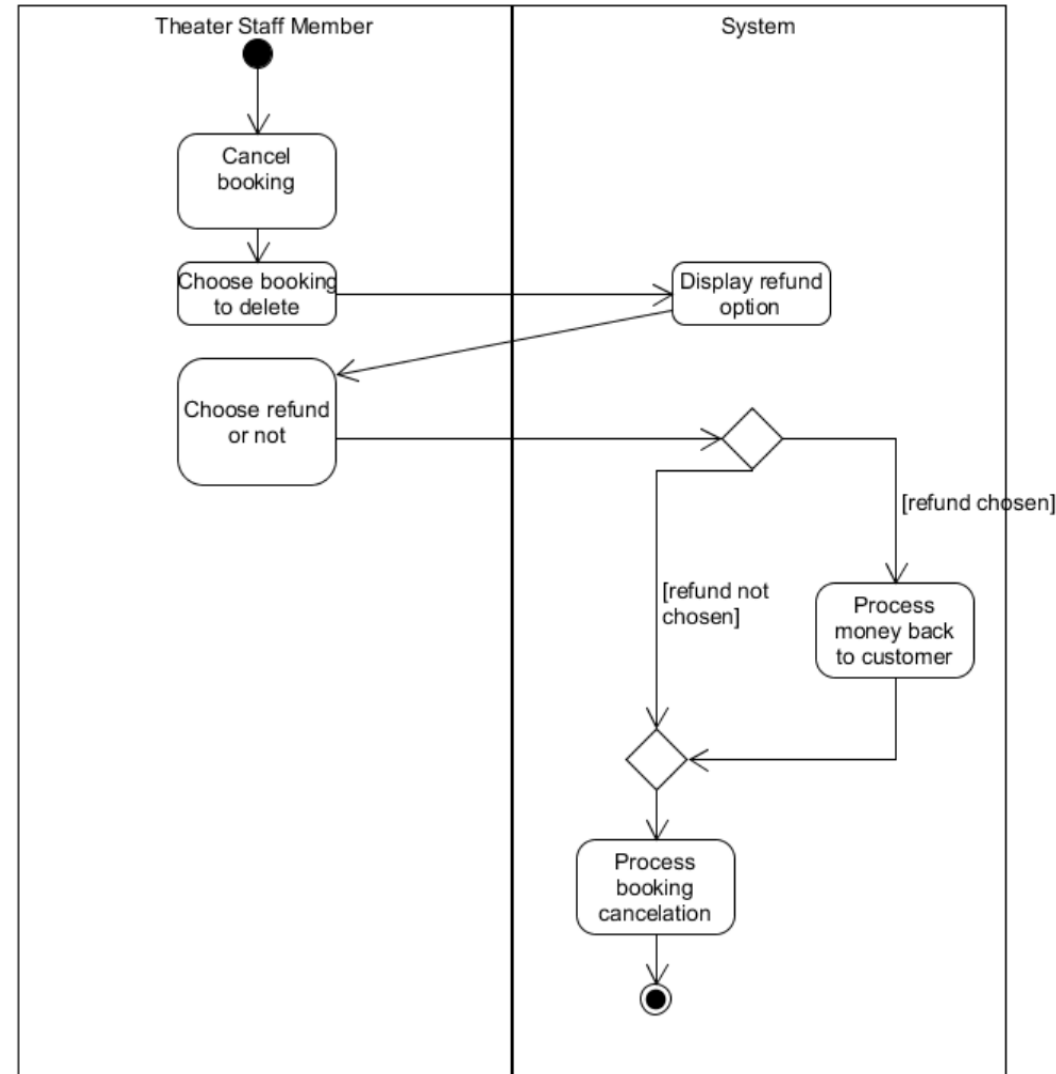 Theater Staff Member
System
Cancel
booking
Choose booking
to delete
Display refund
option
Choose refund
or not
[refund chosen]
[refund not
chosen]
Process
money back
to customer
Process
booking
cancelation